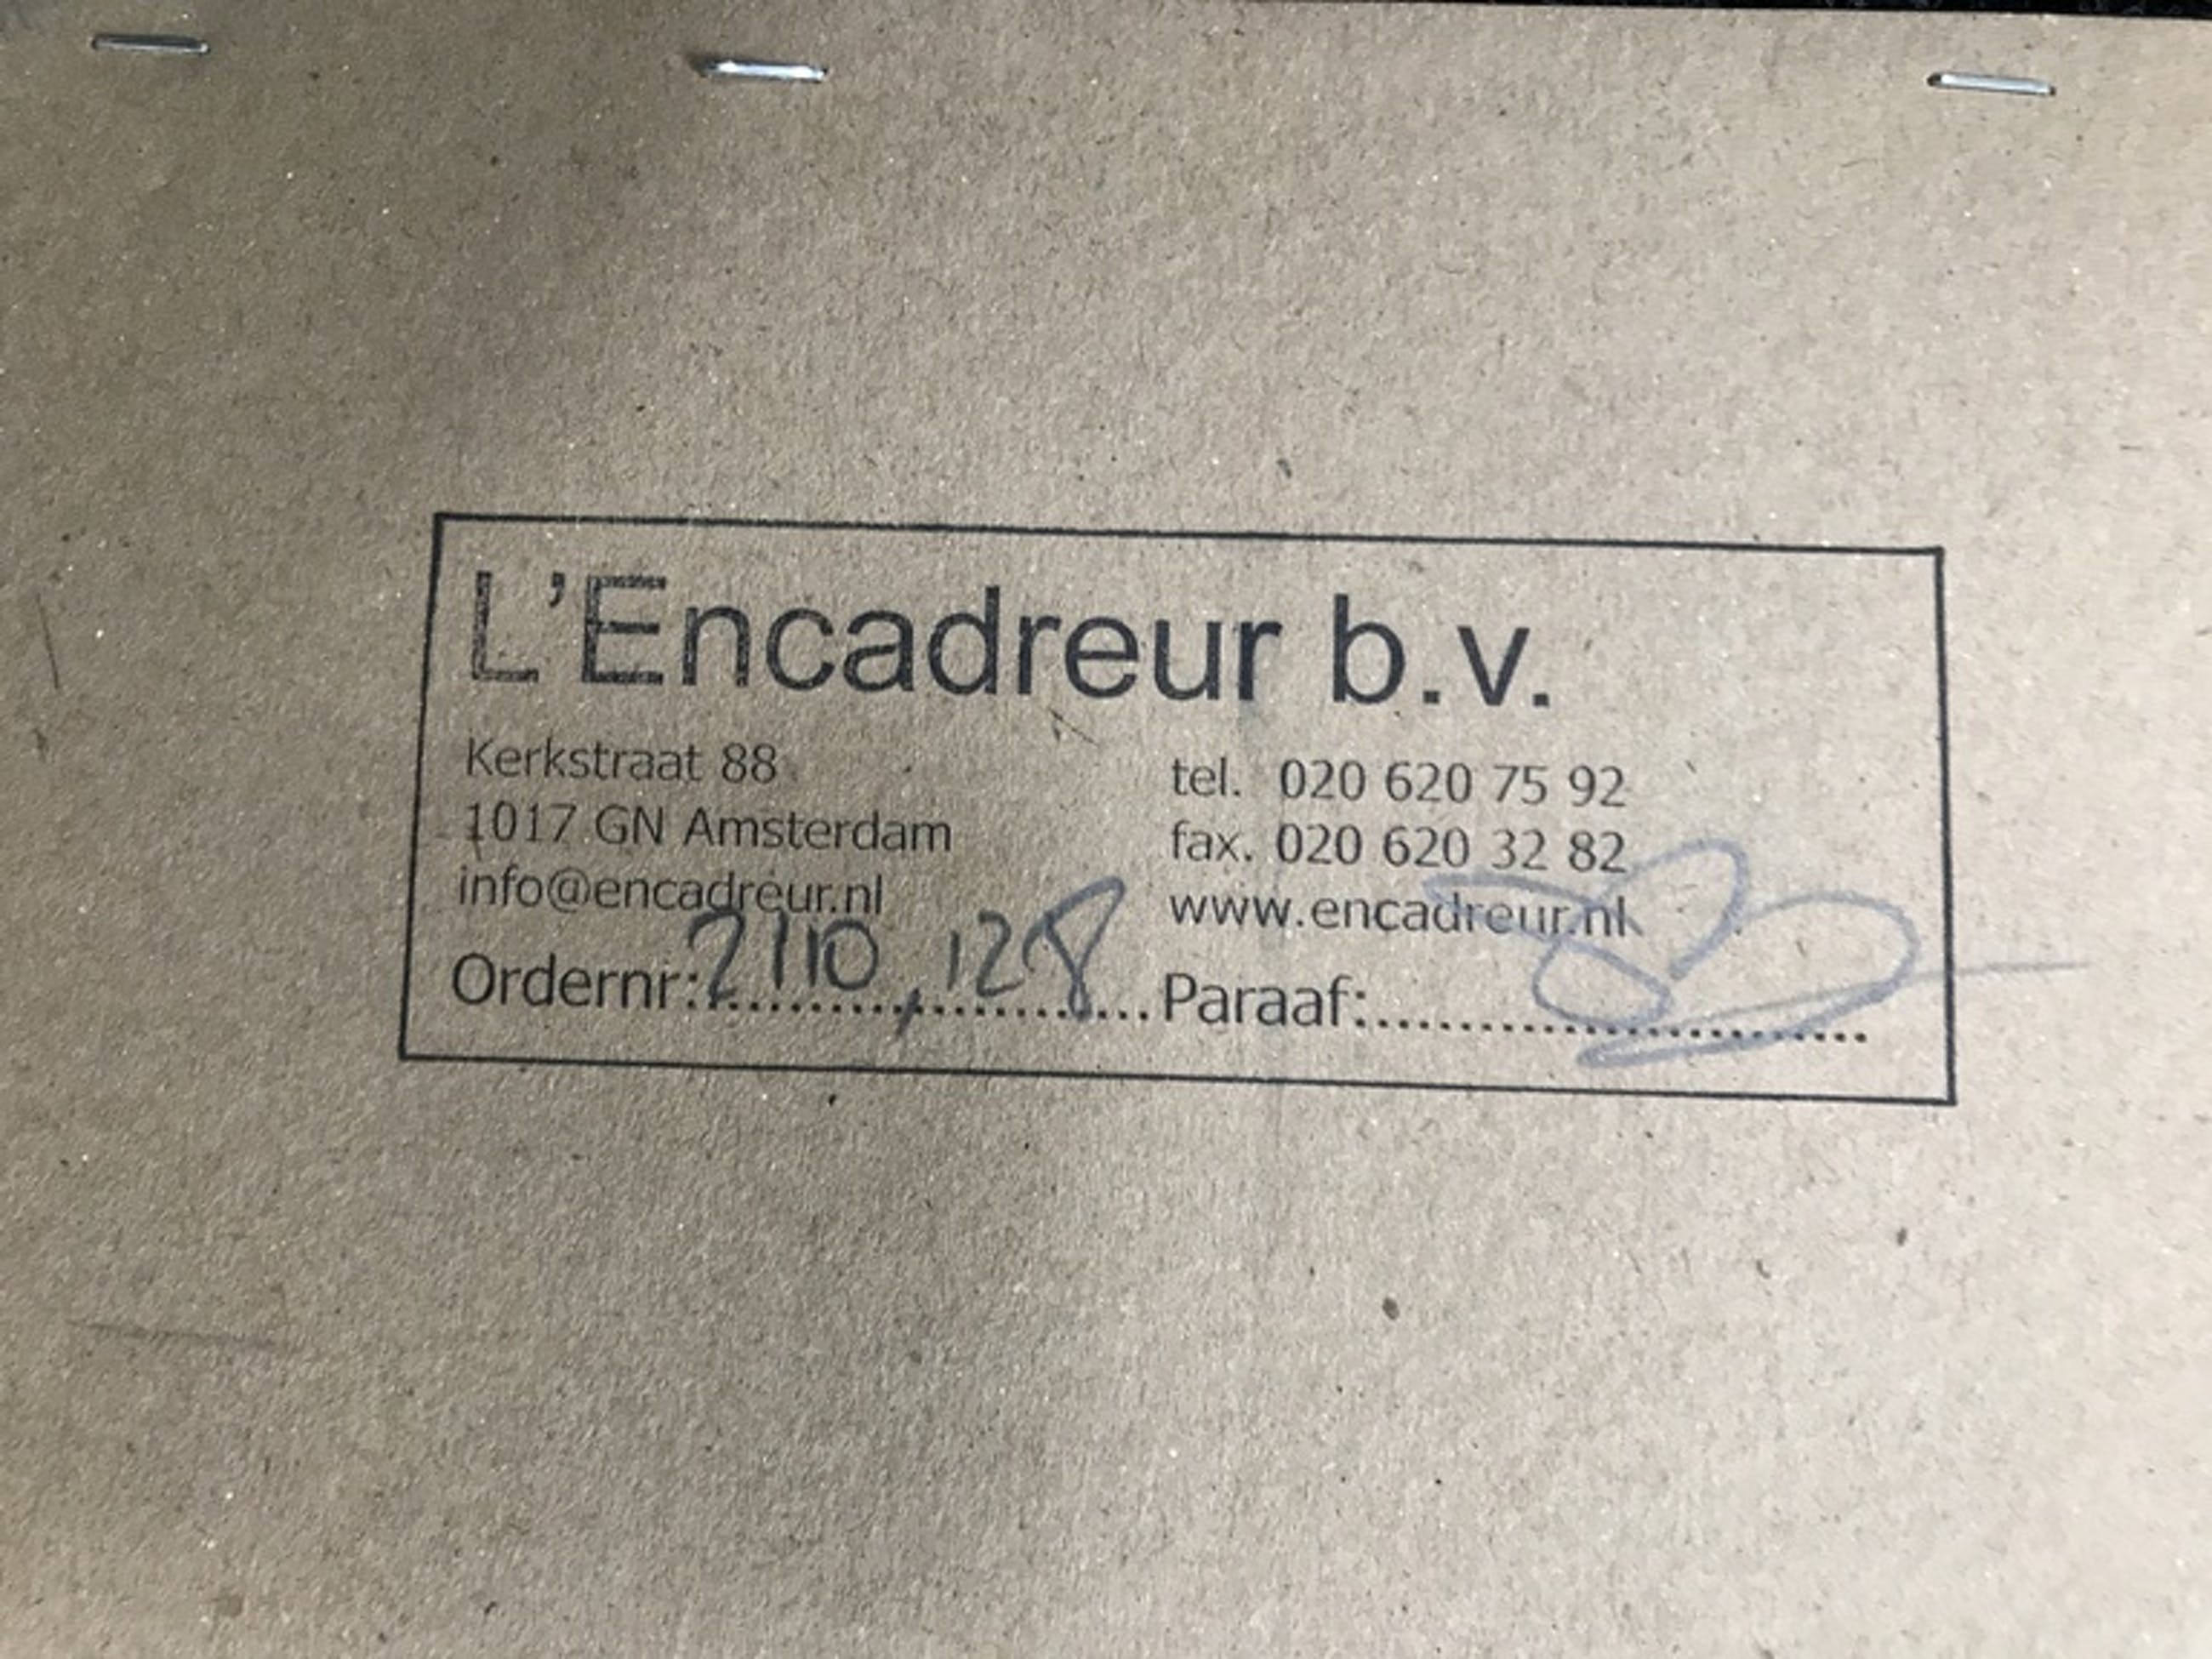 L'Encadreur b.v.
Kerkstraat 88
1017 GN Amsterdam
info@encadreur.nl
tel. 020 620 75 92
fax. 020 620 32 82
www.encadreur.nl
Ordernr: 2110,128
Paraaf: